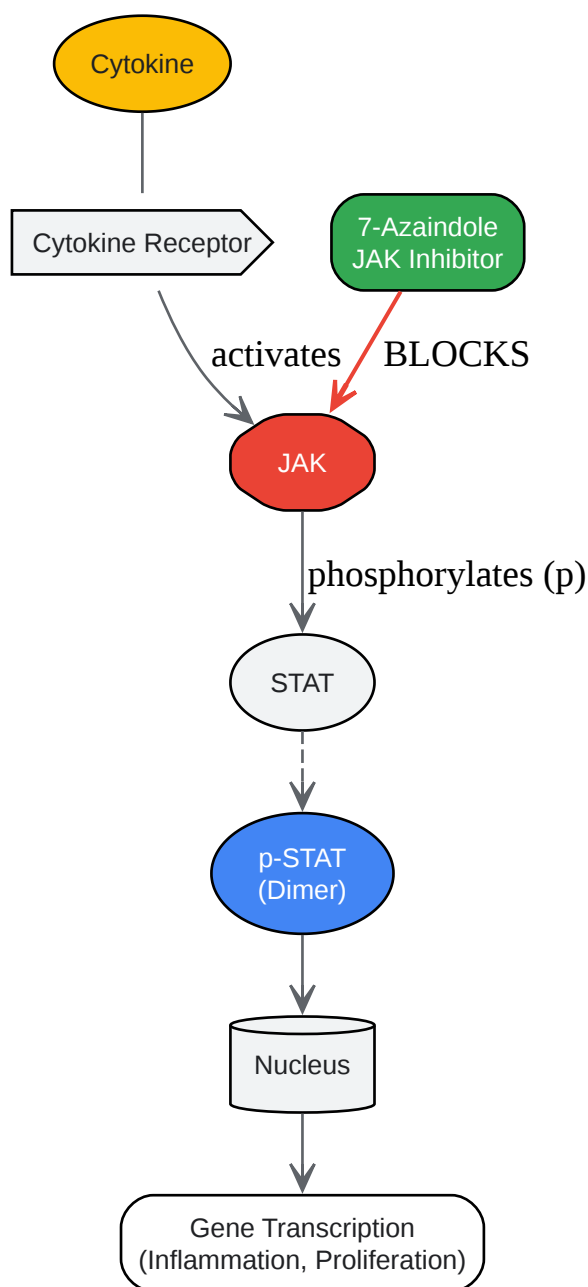 Cytokine
Cytokine Receptor
7-Azaindole
JAK Inhibitor
activates
BLOCKS
JAK
phosphorylates (p)
STAT
p-STAT
(Dimer)
Nucleus
Gene Transcription
(Inflammation, Proliferation)